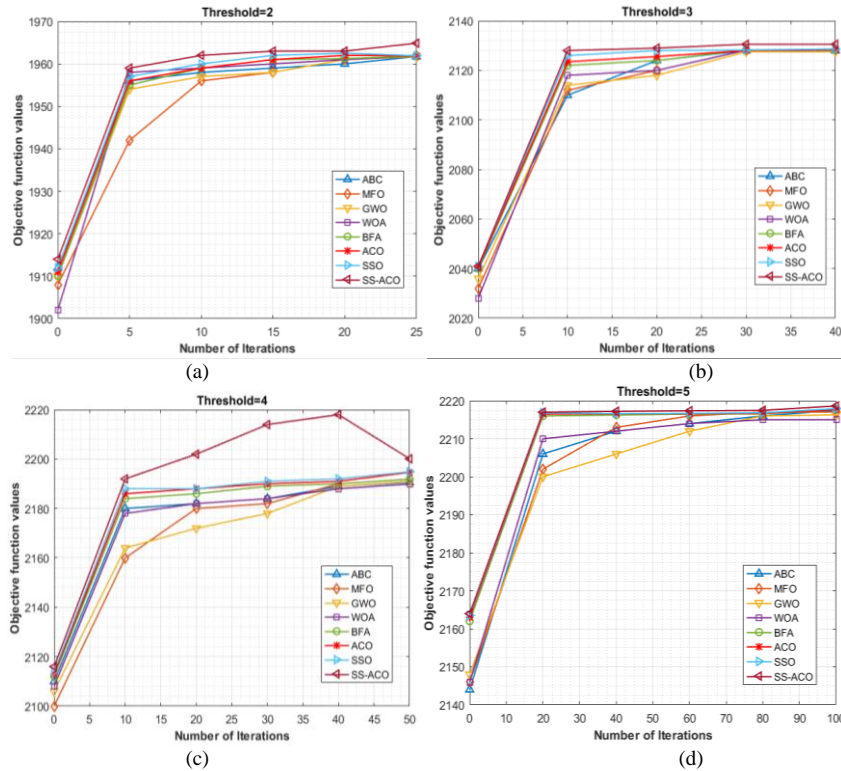 Threshold=2
Objective function values
1970
1960
1950
1940
1930
1920
1910
1900
0
5
10
15
20
25
Number of Iterations
ABC
MFO
GWO
WOA
BFA
ACO
SSO
SS-ACO
(a)
Threshold=3
Objective function values
2140
2120
2100
2080
2060
2040
2020
0
5
10
15
20
25
30
35
40
Number of Iterations
ABC
MFO
GWO
WOA
BFA
ACO
SSO
SS-ACO
(b)
Threshold=4
Objective function values
2220
2200
2180
2160
2140
2120
2100
0
5
10
15
20
25
30
35
40
45
50
Number of Iterations
ABC
MFO
GWO
WOA
BFA
ACO
SSO
SS-ACO
(c)
Threshold=5
Objective function values
2220
2210
2200
2190
2180
2170
2160
2150
2140
0
10
20
30
40
50
60
70
80
90
100
Number of Iterations
ABC
MFO
GWO
WOA
BFA
ACO
SSO
SS-ACO
(d)